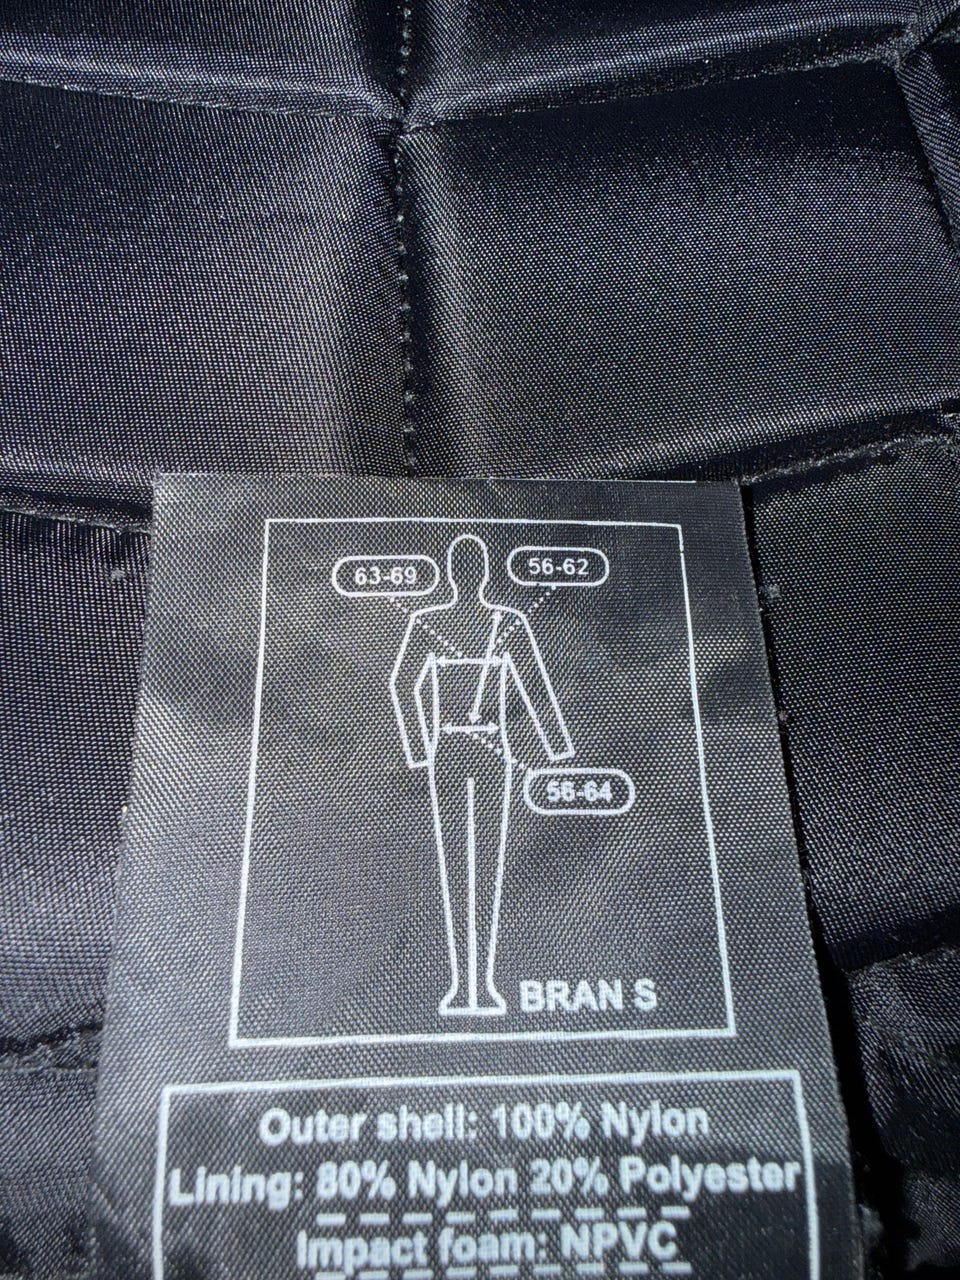 63-69
56-62
56-64
BRAN S
Outer shell: 100% Nylon
Lining: 80% Nylon 20% Polyester
Impact foam: NPVC